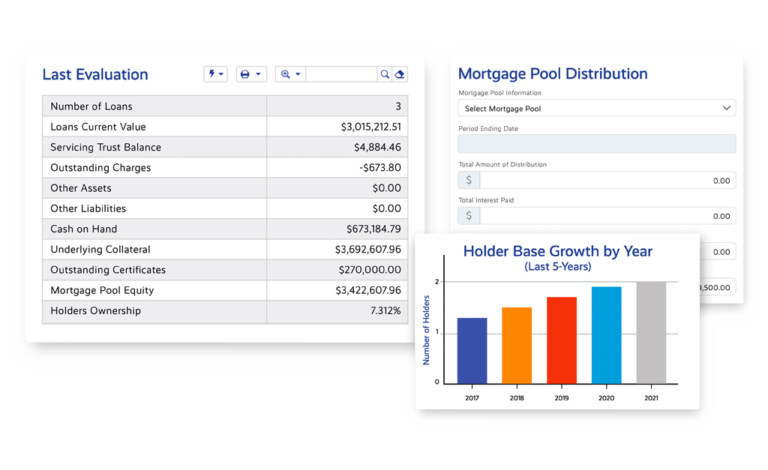 Last Evaluation
Number of Loans 3
Loans Current Value $3,015,212.51
Servicing Trust Balance $4,884.46
Outstanding Charges -$673.80
Other Assets $0.00
Other Liabilities $0.00
Cash on Hand $673,184.79
Underlying Collateral $3,692,607.96
Outstanding Certificates $270,000.00
Mortgage Pool Equity $3,422,607.96
Holders Ownership 7.312%
Mortgage Pool Distribution
Mortgage Pool Information
Select Mortgage Pool
Period Ending Date
Total Amount of Distribution
$ 0.00
Total Interest Paid
$ 0.00
0.00
,500.00
Holder Base Growth by Year
(Last 5-Years)
Number of Holders
2
1
0
2017 2018 2019 2020 2021